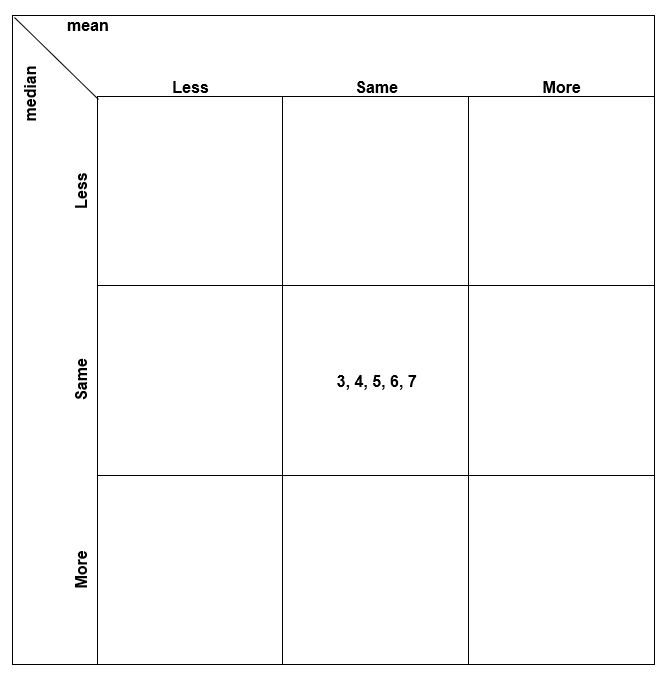 mean
median
Less Same More
Less
Same
3, 4, 5, 6, 7
More